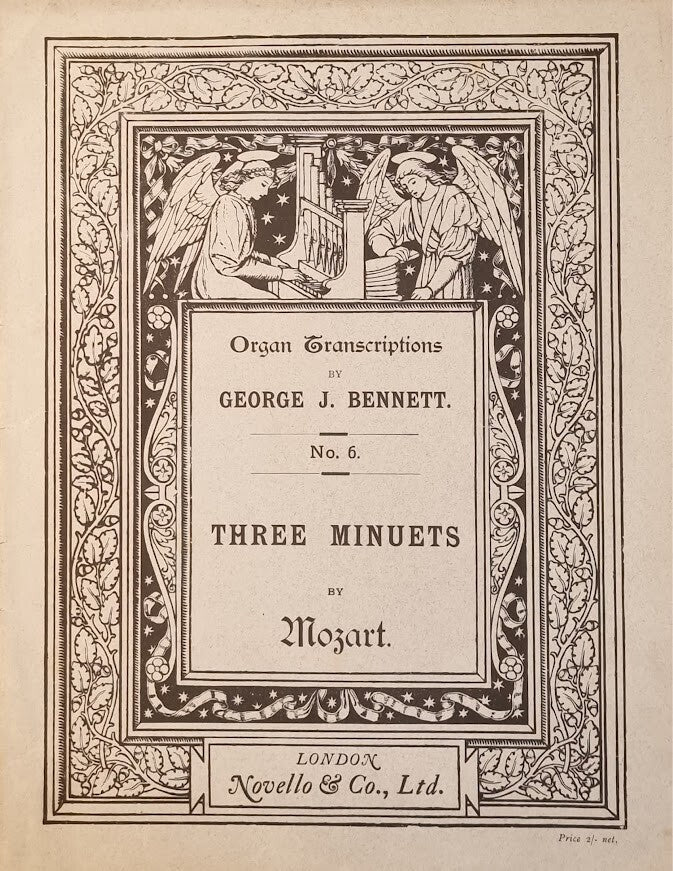 Organ Transcriptions
BY
GEORGE J. BENNETT.
No. 6.
THREE MINUETS
BY
Mozart.
LONDON
Novello & Co., Ltd.
Price 2/- net.